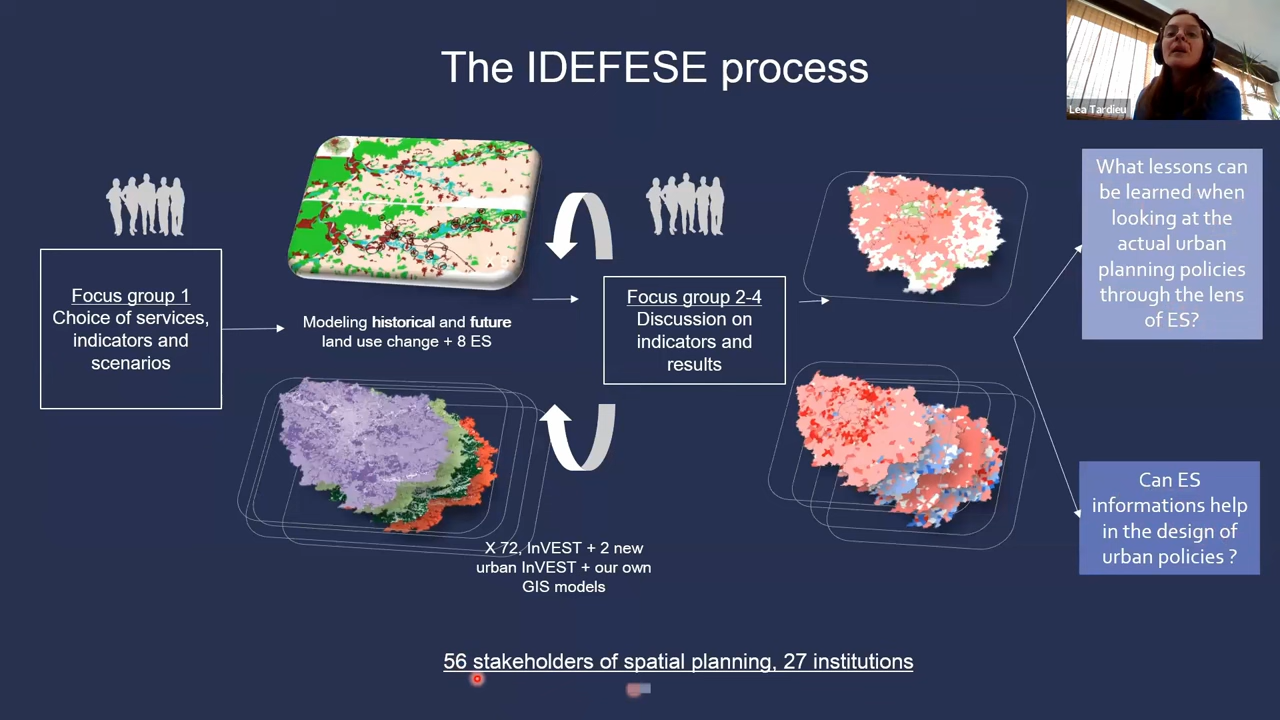 The IDEFESE process
Lea Tardieu
Focus group 1
Choice of services,
indicators and
scenarios
Modeling historical and future
land use change + 8 ES
X 72, InVEST + 2 new
urban InVEST + our own
GIS models
Focus group 2-4
Discussion on
indicators and
results
What lessons can
be learned when
looking at the
actual urban
planning policies
through the lens
of ES?
Can ES
informations help
in the design of
urban policies ?
56 stakeholders of spatial planning, 27 institutions